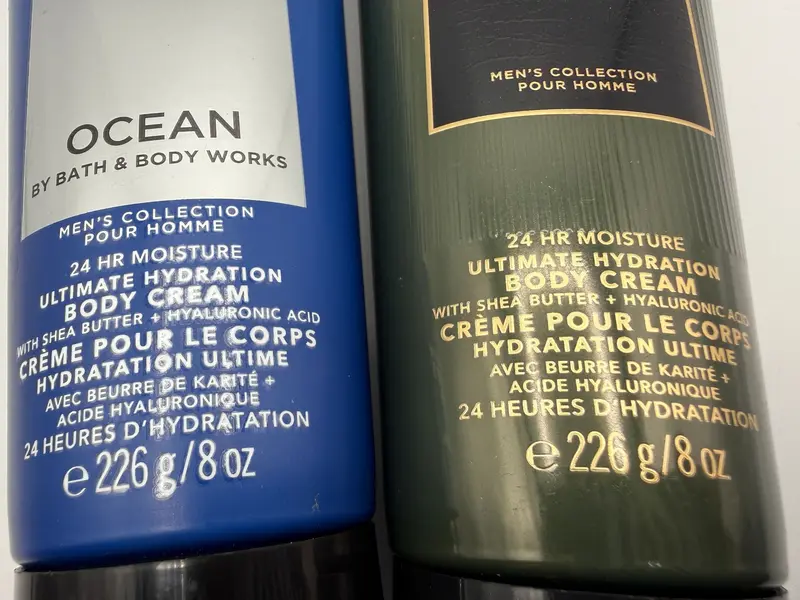 OCEAN
BY BATH & BODY WORKS
MEN'S COLLECTION
POUR HOMME
24 HR MOISTURE
ULTIMATE HYDRATION
BODY CREAM
WITH SHEA BUTTER + HYALURONIC ACID
CRÈME POUR LE CORPS
HYDRATATION ULTIME
AVEC BEURRE DE KARITÉ +
ACIDE HYALURONIQUE
24 HEURES D'HYDRATATION
℮ 226 g/8 oz
MEN'S COLLECTION
POUR HOMME
24 HR MOISTURE
ULTIMATE HYDRATION
BODY CREAM
WITH SHEA BUTTER + HYALURONIC ACID
CRÈME POUR LE CORPS
HYDRATATION ULTIME
AVEC BEURRE DE KARITÉ +
ACIDE HYALURONIQUE
24 HEURES D'HYDRATATION
℮ 226 g/8 oz